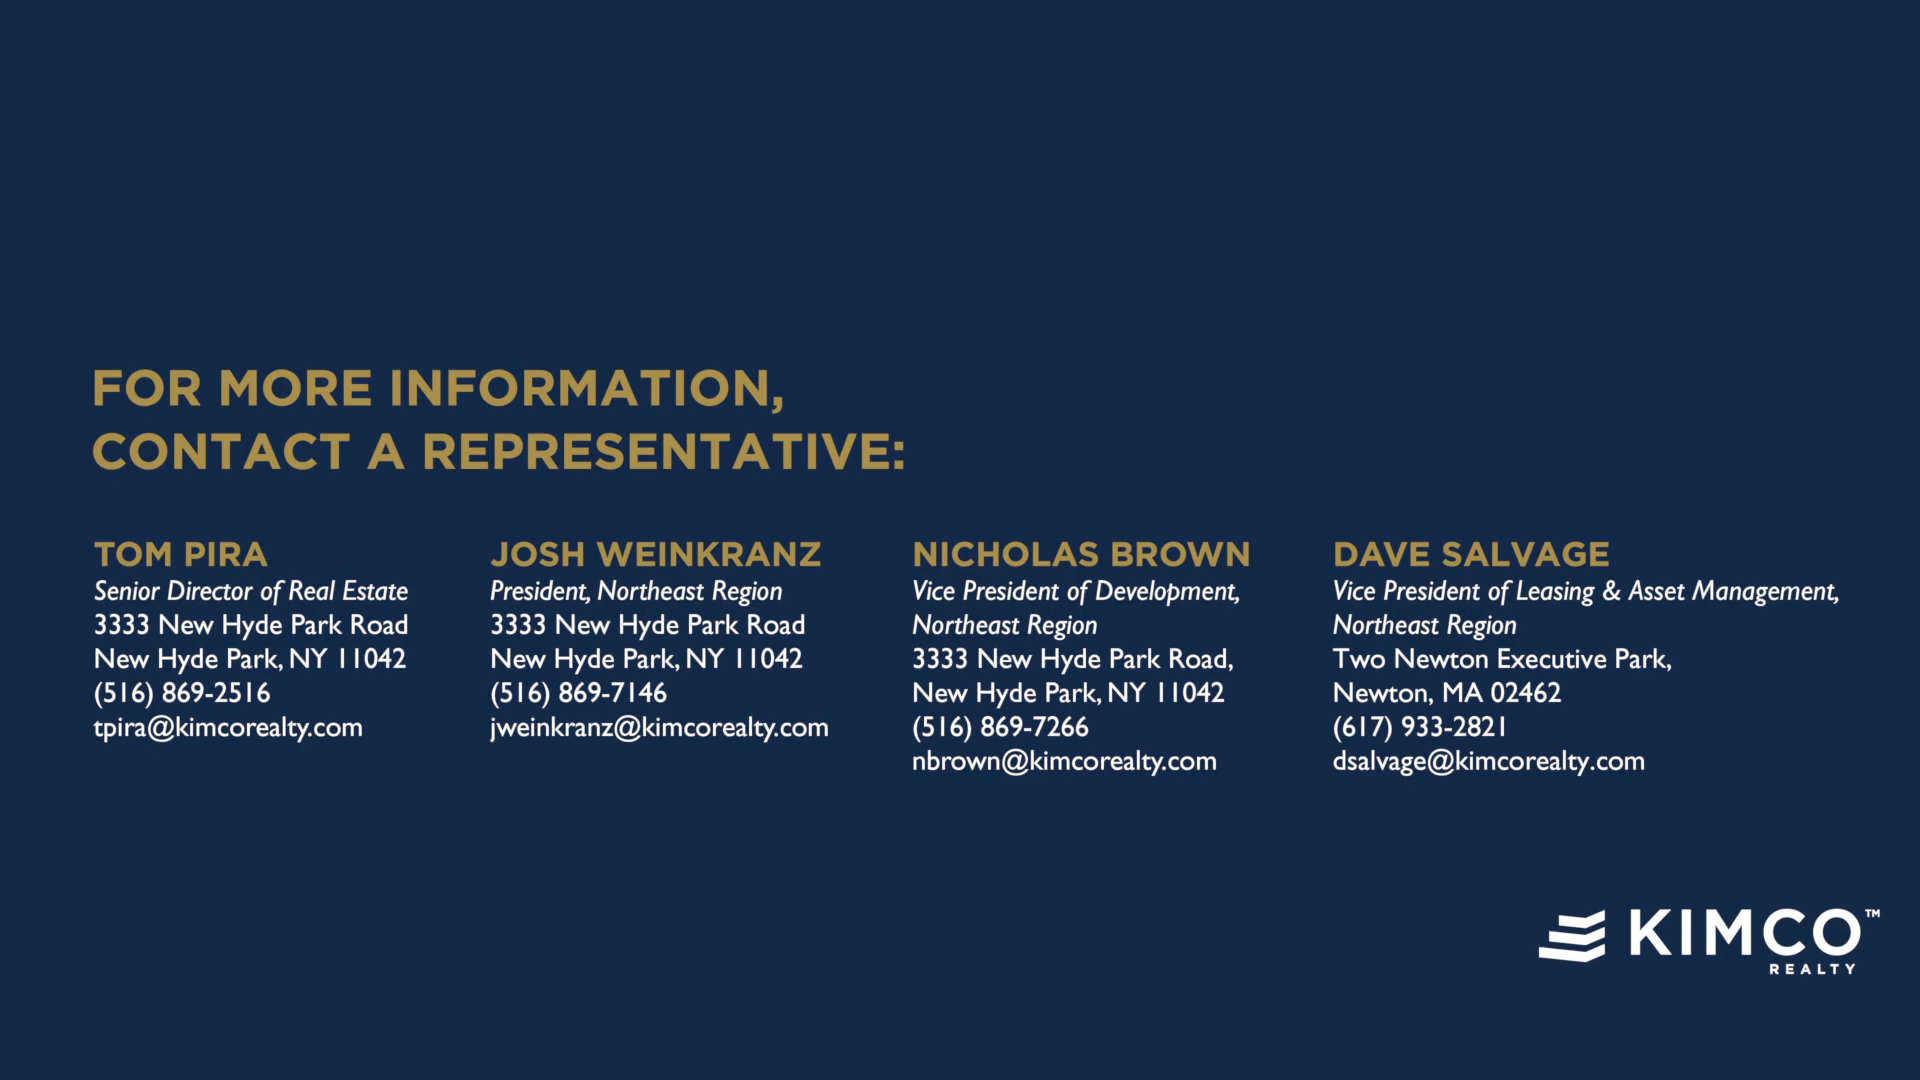 FOR MORE INFORMATION,
CONTACT A REPRESENTATIVE:
TOM PIRA
Senior Director of Real Estate
3333 New Hyde Park Road
New Hyde Park, NY 11042
(516) 869-2516
tpira@kimcorealty.com
JOSH WEINKRANZ
President, Northeast Region
3333 New Hyde Park Road
New Hyde Park, NY 11042
(516) 869-7146
jweinkranz@kimcorealty.com
NICHOLAS BROWN
Vice President of Development,
Northeast Region
3333 New Hyde Park Road,
New Hyde Park, NY 11042
(516) 869-7266
nbrown@kimcorealty.com
DAVE SALVAGE
Vice President of Leasing & Asset Management,
Northeast Region
Two Newton Executive Park,
Newton, MA 02462
(617) 933-2821
dsalvage@kimcorealty.com
KIMCO™
REALTY